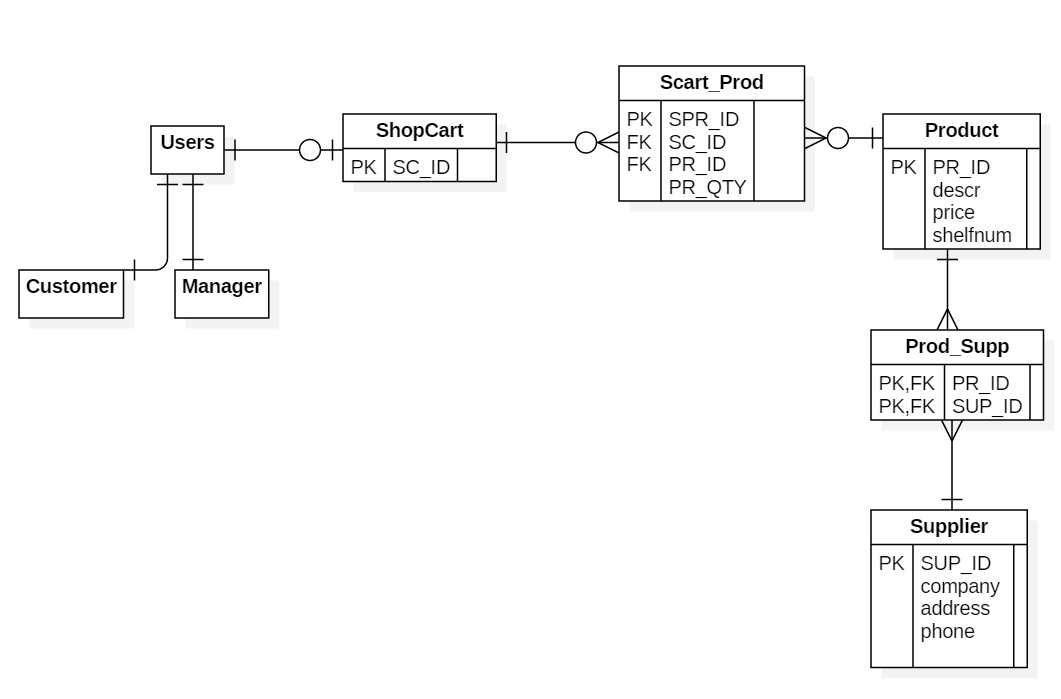 Users
Customer
Manager
ShopCart
PK SC_ID
Scart_Prod
PK SPR_ID
FK SC_ID
FK PR_ID
PR_QTY
Product
PK PR_ID
descr
price
shelfnum
Prod_Supp
PK,FK PR_ID
PK,FK SUP_ID
Supplier
PK SUP_ID
company
address
phone